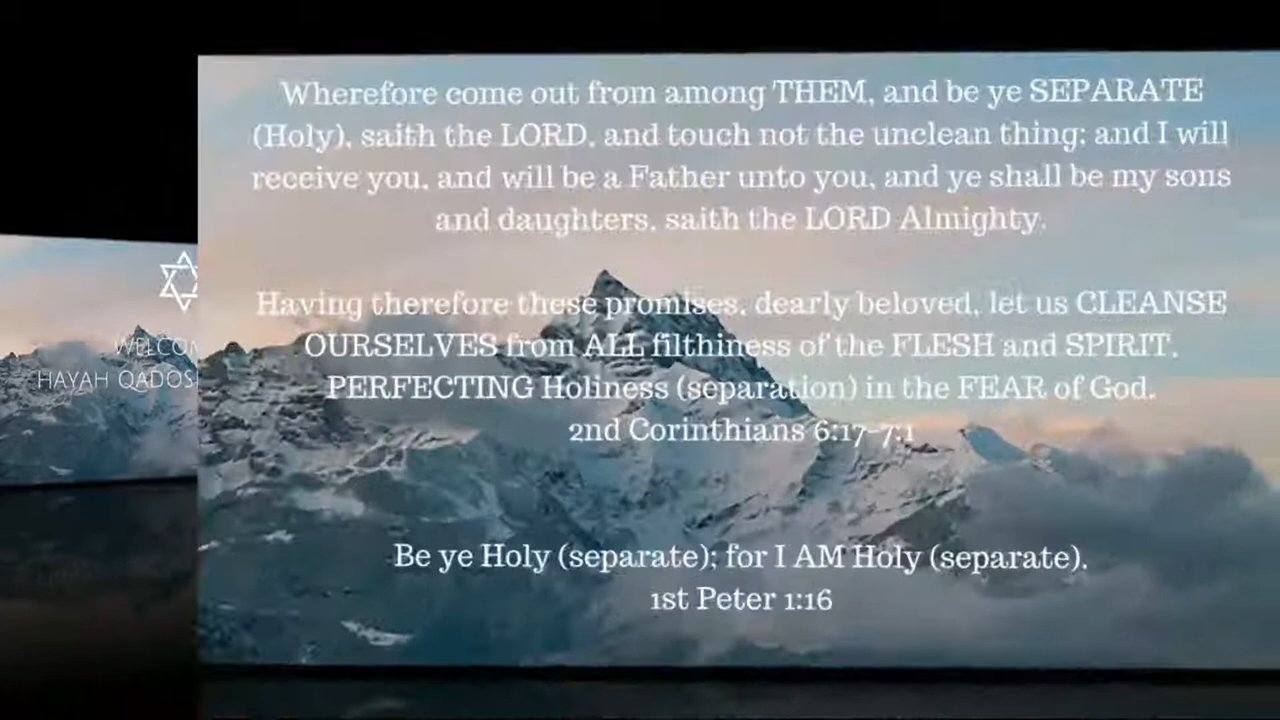 Wherefore come out from among THEM, and be ye SEPARATE
(Holy), saith the LORD, and touch not the unclean thing; and I will
receive you, and will be a Father unto you, and ye shall be my sons
and daughters, saith the LORD Almighty.
Having therefore these promises, dearly beloved, let us CLEANSE
OURSELVES from ALL filthiness of the FLESH and SPIRIT,
PERFECTING Holiness (separation) in the FEAR of God.
2nd Corinthians 6:17-7:1
Be ye Holy (separate); for I AM Holy (separate).
1st Peter 1:16
WELCOM
HAYAH QADOS